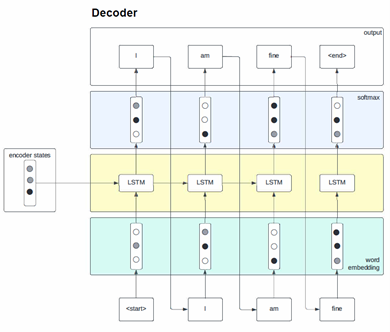 Decoder
output
I
am
fine
<end>
softmax
encoder states
LSTM
LSTM
LSTM
LSTM
word
embedding
<start>
I
am
fine